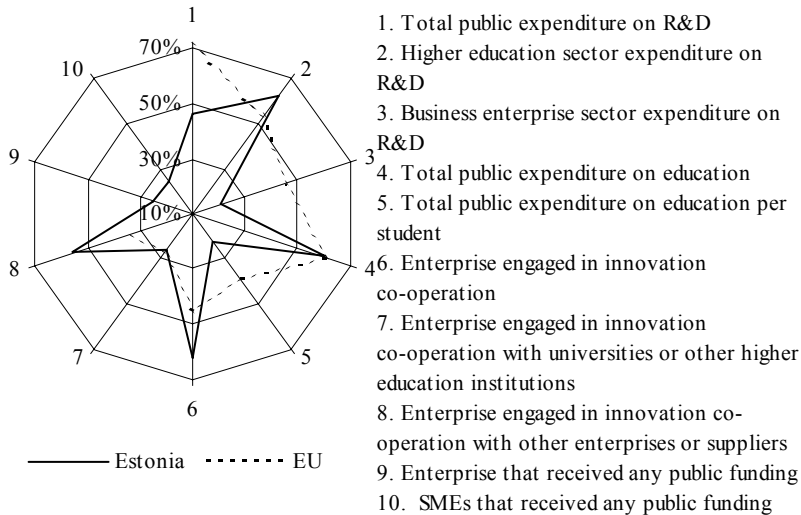 1
70%
10
2
50%
9
30%
3
10%
8
4
7
5
6
Estonia
EU
1. Total public expenditure on R&D
2. Higher education sector expenditure on
R&D
3. Business enterprise sector expenditure on
R&D
4. Total public expenditure on education
5. Total public expenditure on education per
student
6. Enterprise engaged in innovation
co-operation
7. Enterprise engaged in innovation
co-operation with universities or other higher
education institutions
8. Enterprise engaged in innovation co-
operation with other enterprises or suppliers
9. Enterprise that received any public funding
10. SMEs that received any public funding